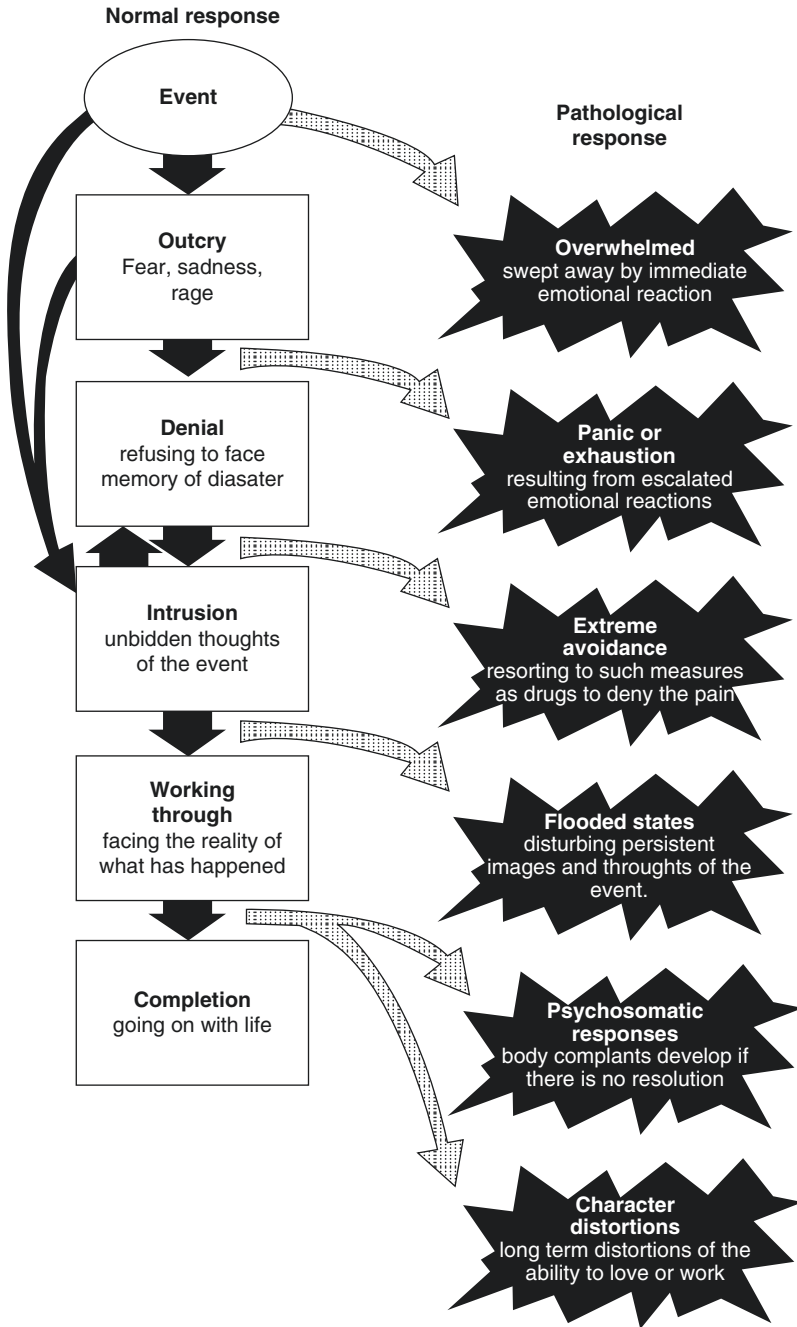 Normal response
Event
Outcry
Fear, sadness,
rage
Denial
refusing to face
memory of diasater
Intrusion
unbidden thoughts
of the event
Working
through
facing the reality of
what has happened
Completion
going on with life
Pathological
response
Overwhelmed
swept away by immediate
emotional reaction
Panic or
exhaustion
resulting from escalated
emotional reactions
Extreme
avoidance
resorting to such measures
as drugs to deny the pain
Flooded states
disturbing persistent
images and throughts of the
event.
Psychosomatic
responses
body complants develop if
there is no resolution
Character
distortions
long term distortions of the
ability to love or work